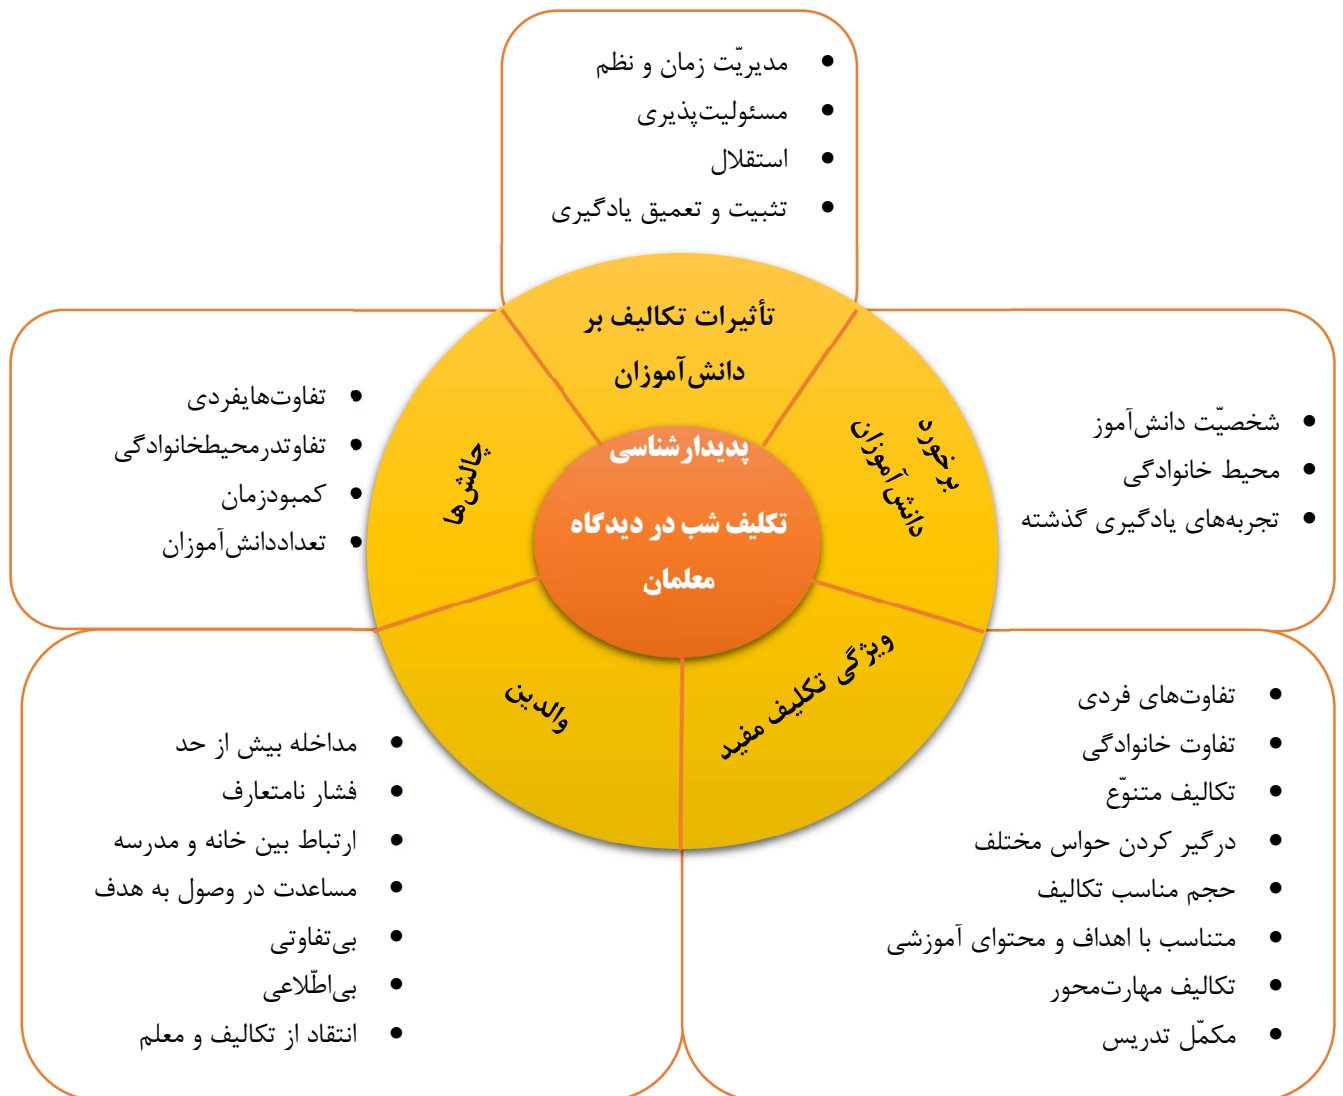 • مدیریّت زمان و نظم
• مسئولیت‌پذیری
• استقلال
• تثبیت و تعمیق یادگیری
تأثیرات تکالیف بر
دانش‌آموزان
برخورد
دانش‌آموزان
• شخصیّت دانش‌آموز
• محیط خانوادگی
• تجربه‌های یادگیری گذشته
چالش‌ها
• تفاوت‌هایفردی
• تفاوتدرمحیطخانوادگی
• کمبودزمان
• تعداددانش‌آموزان
پدیدارشناسی
تکلیف شب در دیدگاه
معلمان
ویژگی تکلیف مفید
• تفاوت‌های فردی
• تفاوت خانوادگی
• تکالیف متنوّع
• درگیر کردن حواس مختلف
• حجم مناسب تکالیف
• متناسب با اهداف و محتوای آموزشی
• تکالیف مهارت‌محور
• مکمّل تدریس
والدین
• مداخله بیش از حد
• فشار نامتعارف
• ارتباط بین خانه و مدرسه
• مساعدت در وصول به هدف
• بی‌تفاوتی
• بی‌اطّلاعی
• انتقاد از تکالیف و معلم